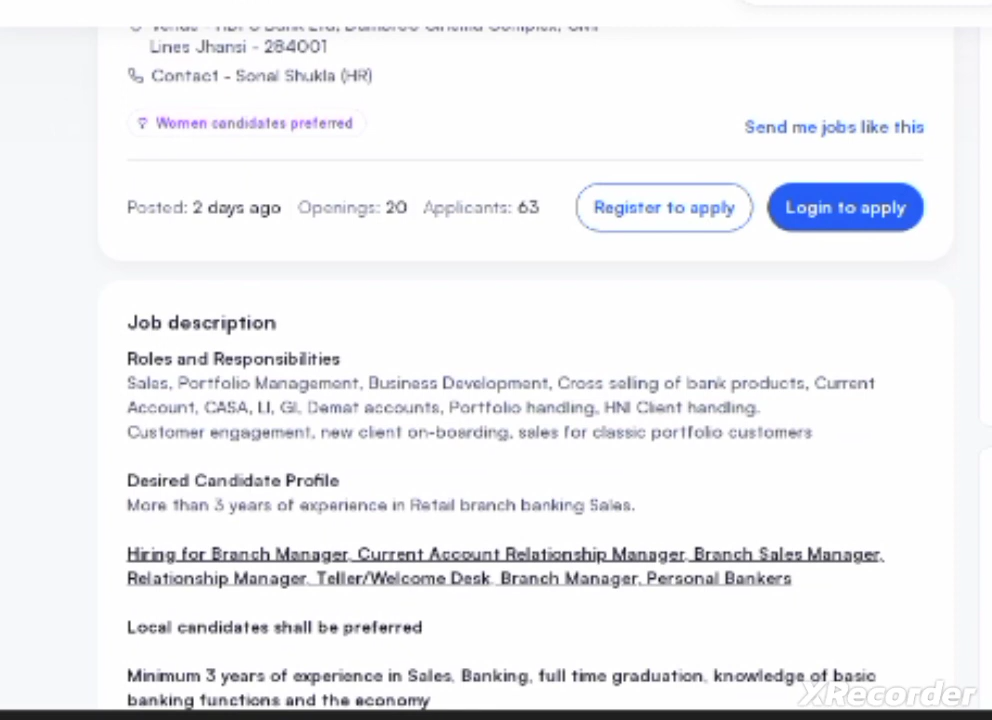 Lines Jhansi - 284001
Contact - Sonal Shukla (HR)
Women candidates preferred
Send me jobs like this
Posted: 2 days ago Openings: 20 Applicants: 63
Register to apply
Login to apply
Job description
Roles and Responsibilities
Sales, Portfolio Management, Business Development, Cross selling of bank products, Current
Account, CASA, LI, GI, Demat accounts, Portfolio handling, HNI Client handling.
Customer engagement, new client on-boarding, sales for classic portfolio customers
Desired Candidate Profile
More than 3 years of experience in Retail branch banking Sales.
Hiring for Branch Manager, Current Account Relationship Manager, Branch Sales Manager,
Relationship Manager, Teller/Welcome Desk, Branch Manager, Personal Bankers
Local candidates shall be preferred
Minimum 3 years of experience in Sales, Banking, full time graduation, knowledge of basic
banking functions and the economy
XRecorder